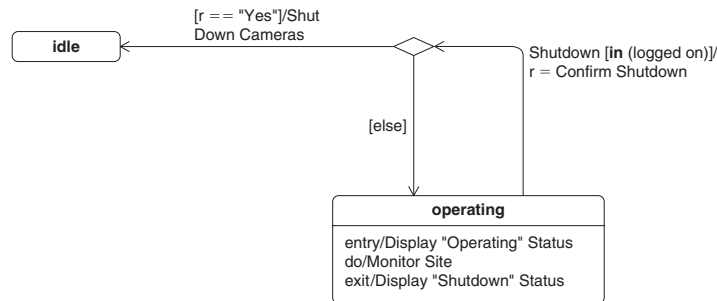 [r == "Yes"]/Shut
Down Cameras
idle
Shutdown [in (logged on)]/
r = Confirm Shutdown
[else]
operating
entry/Display "Operating" Status
do/Monitor Site
exit/Display "Shutdown" Status